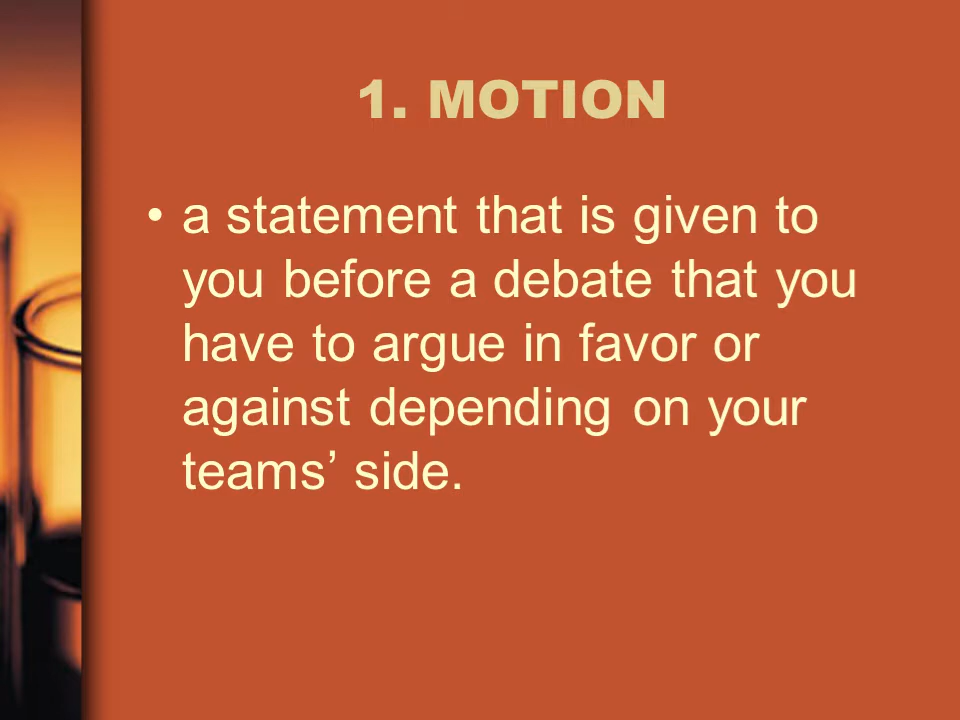 1. MOTION
• a statement that is given to
you before a debate that you
have to argue in favor or
against depending on your
teams’ side.